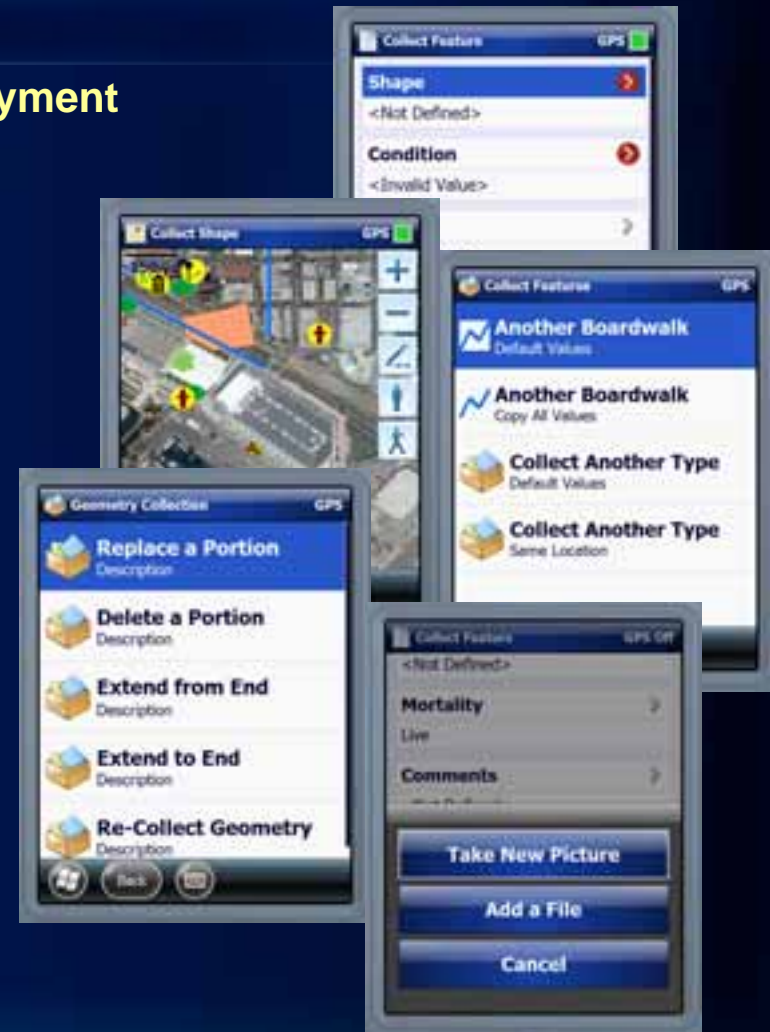 yment
Collect Feature GPS
Shape
<Not Defined>
Condition
<Invalid Value>
Collect Shape GPS
Collect Features GPS
Another Boardwalk
Default Values
Another Boardwalk
Copy All Values
Collect Another Type
Default Values
Collect Another Type
Same Location
Geometry Collection GPS
Replace a Portion
Description
Delete a Portion
Description
Extend from End
Description
Extend to End
Description
Re-Collect Geometry
Description
Back
Collect Feature GPS Off
<Not Defined>
Mortality
Live
Comments
Take New Picture
Add a File
Cancel